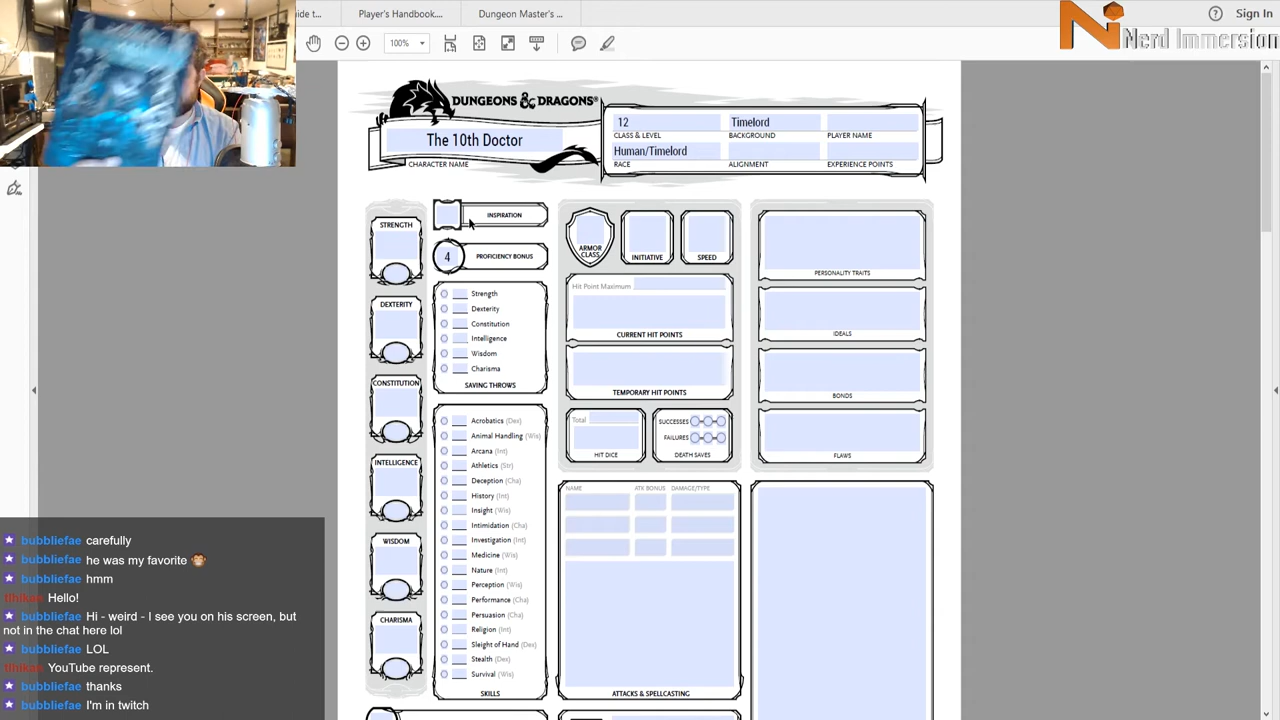 ide t...
Player's Handbook....
Dungeon Master's ...
Sign In
100%
Nerd Immersion
DUNGEONS & DRAGONS®
The 10th Doctor
CHARACTER NAME
12
Timelord
CLASS & LEVEL
BACKGROUND
PLAYER NAME
Human/Timelord
RACE
ALIGNMENT
EXPERIENCE POINTS
STRENGTH
DEXTERITY
CONSTITUTION
INTELLIGENCE
WISDOM
CHARISMA
INSPIRATION
4
PROFICIENCY BONUS
Strength
Dexterity
Constitution
Intelligence
Wisdom
Charisma
SAVING THROWS
Acrobatics (Dex)
Animal Handling (Wis)
Arcana (Int)
Athletics (Str)
Deception (Cha)
History (Int)
Insight (Wis)
Intimidation (Cha)
Investigation (Int)
Medicine (Wis)
Nature (Int)
Perception (Wis)
Performance (Cha)
Persuasion (Cha)
Religion (Int)
Sleight of Hand (Dex)
Stealth (Dex)
Survival (Wis)
SKILLS
ARMOR
CLASS
INITIATIVE
SPEED
Hit Point Maximum
CURRENT HIT POINTS
TEMPORARY HIT POINTS
Total
HIT DICE
SUCCESSES
FAILURES
DEATH SAVES
NAME
ATK BONUS
DAMAGE/TYPE
ATTACKS & SPELLCASTING
PERSONALITY TRAITS
IDEALS
BONDS
FLAWS
bubbliefae carefully
bubbliefae he was my favorite
bubbliefae hmm
Hello!
bubbliefae Hi - weird - I see you on his screen, but
not in the chat here lol
bubbliefae LOL
YouTube represent.
bubbliefae thanks
bubbliefae I'm in twitch